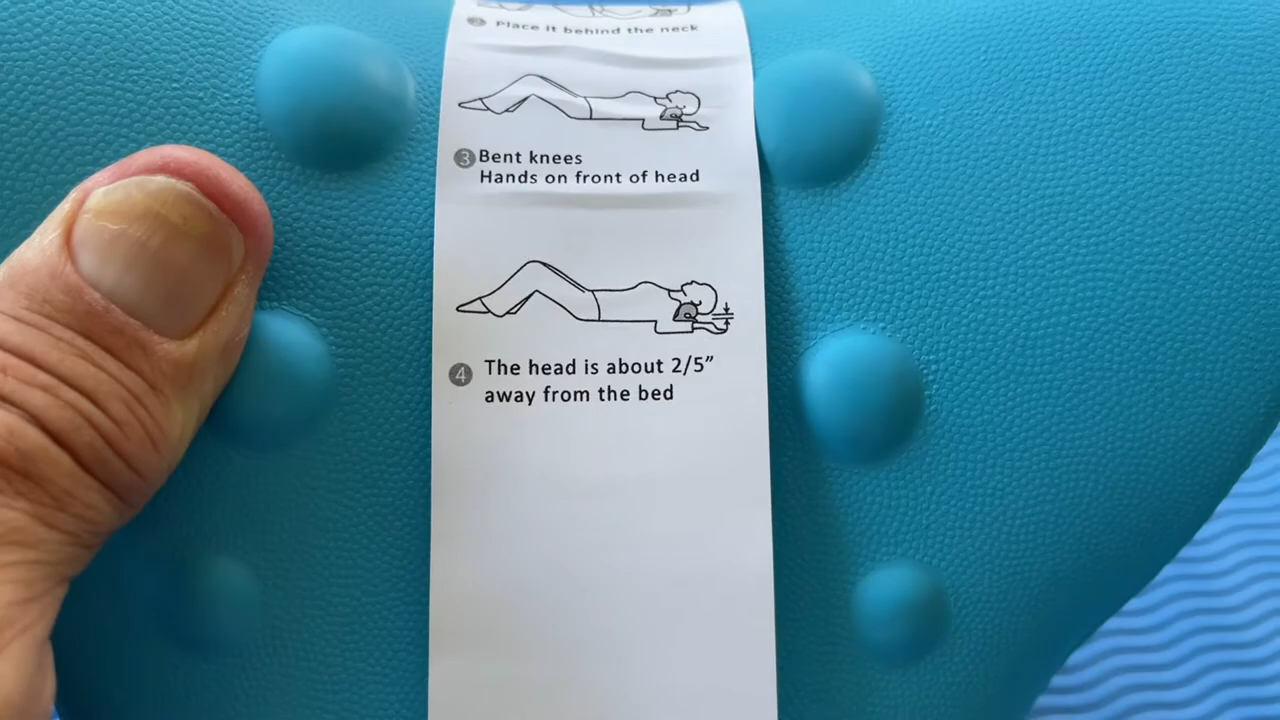 2 Place it behind the neck
3 Bent knees
Hands on front of head
4 The head is about 2/5”
away from the bed